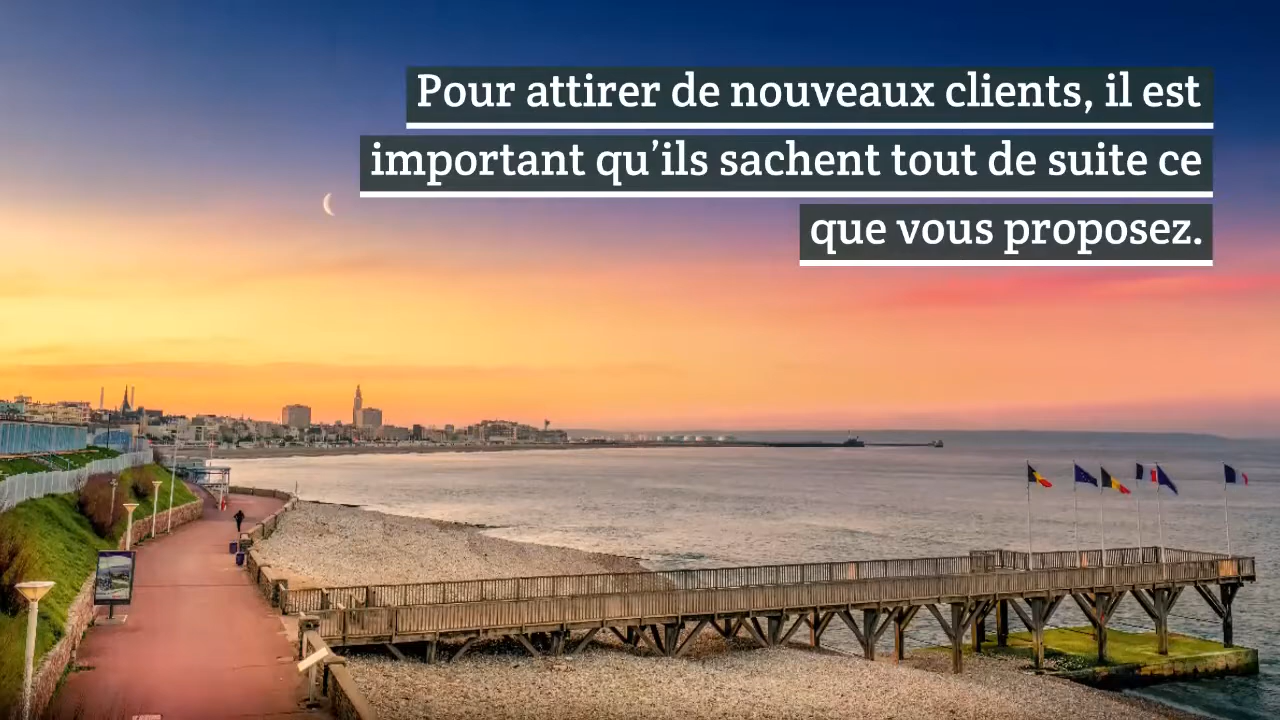 Pour attirer de nouveaux clients, il est
important qu’ils sachent tout de suite ce
que vous proposez.